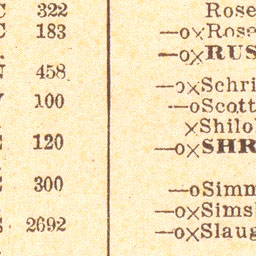 322
183
458
100
120
300
2692
Rose
—o×Rose
—o×RUS
—o×Schri
—oScott
×Shilo
—o×SHR
—oSimm
—o×Sims
—o×Slaug